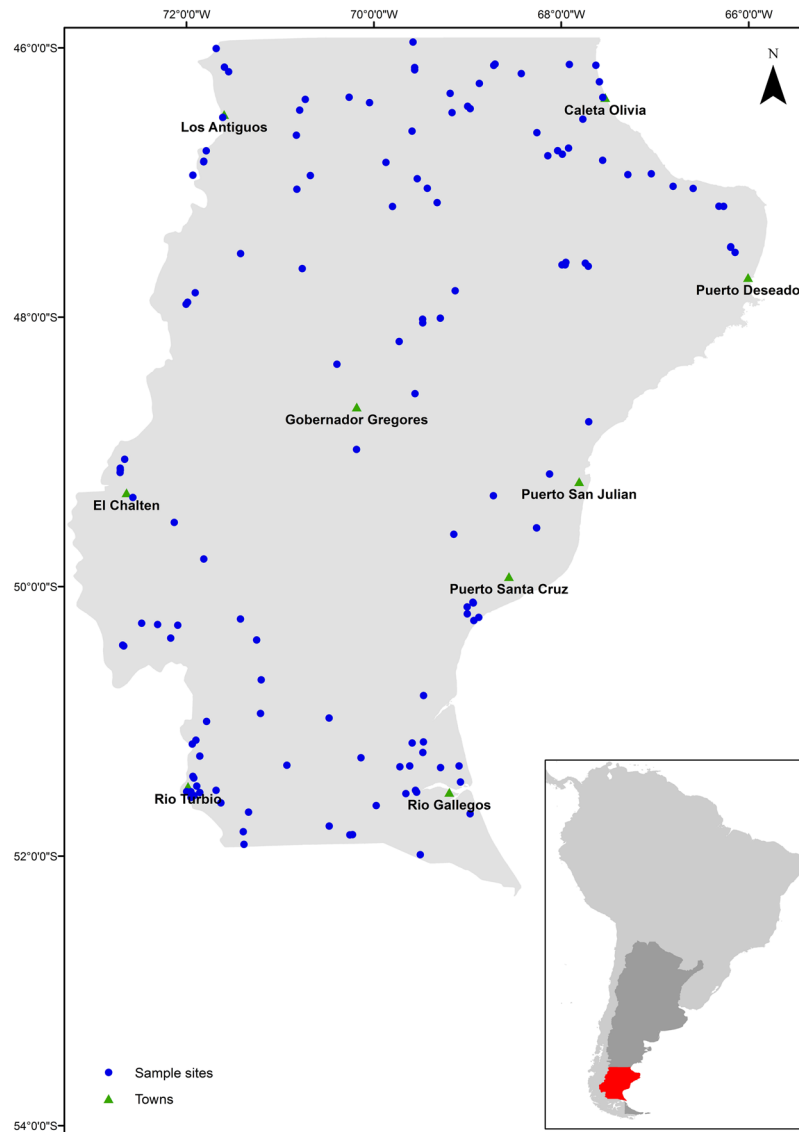 72°0'0"W 70°0'0"W 68°0'0"W 66°0'0"W
46°0'0"S
N
Caleta Olivia
Los Antiguos
Puerto Deseado
48°0'0"S
Gobernador Gregores
Puerto San Julian
El Chalten
50°0'0"S
Puerto Santa Cruz
Rio Turbio
Rio Gallegos
52°0'0"S
Sample sites
Towns
54°0'0"S